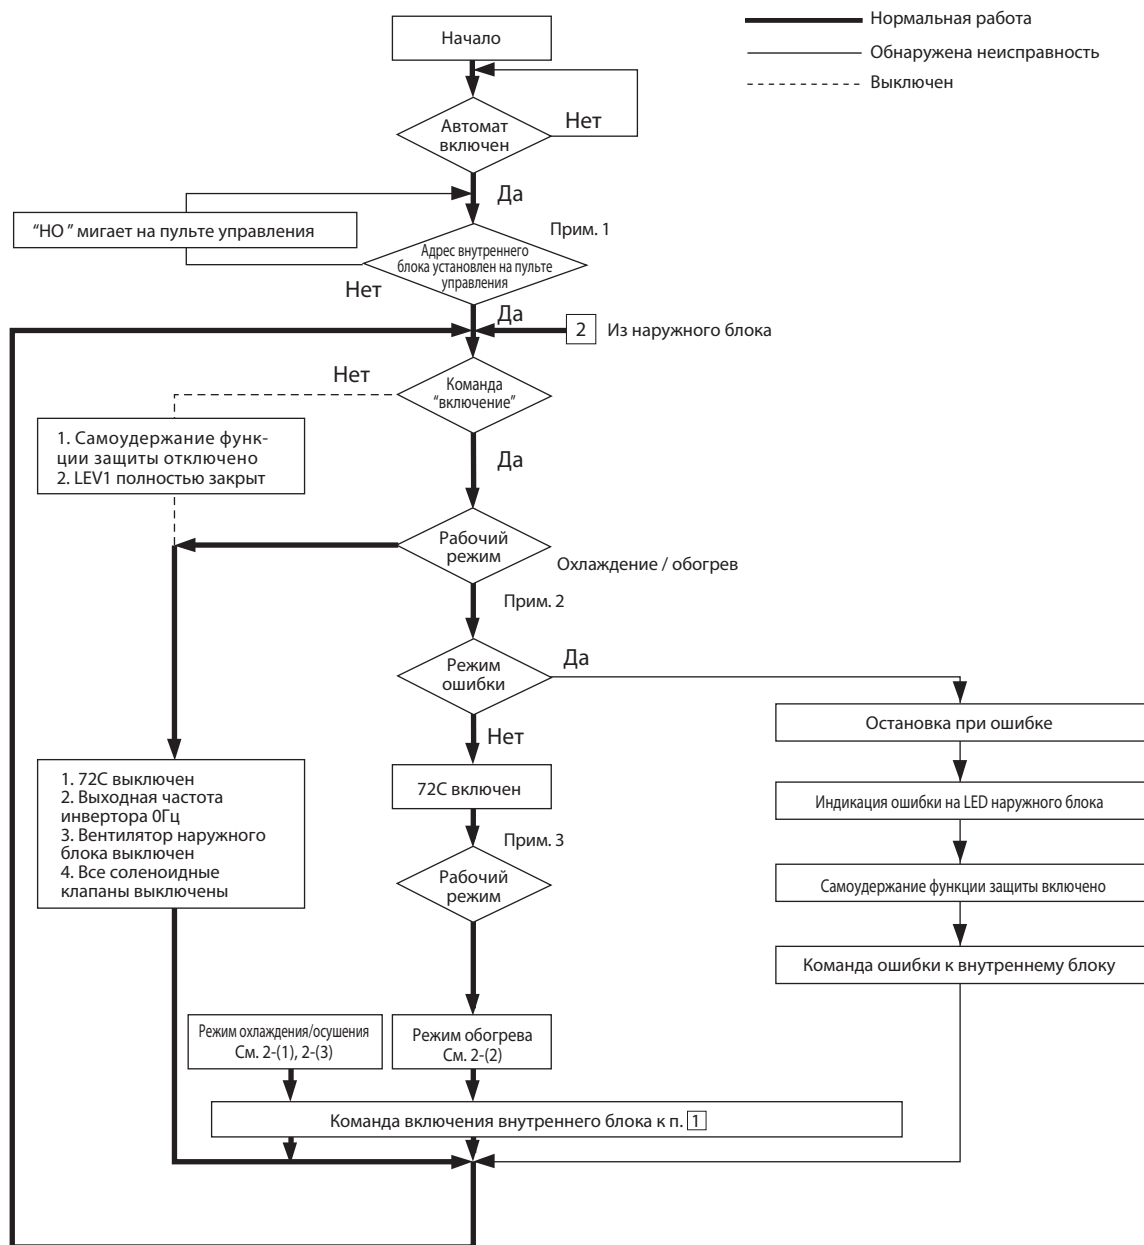 Нормальная работа
Обнаружена неисправность
Выключен
Начало
Автомат
включен
Нет
Да
“НО ” мигает на пульте управления
Прим. 1
Адрес внутреннего
блока установлен на пульте
управления
Нет
Да
2 Из наружного блока
Нет
Команда
“включение”
1. Самоудержание функ-
ции защиты отключено
2. LEV1 полностью закрыт
Да
Рабочий
режим
Охлаждение / обогрев
Прим. 2
Режим
ошибки
Да
Нет
Остановка при ошибке
72C включен
Индикация ошибки на LED наружного блока
1. 72C выключен
2. Выходная частота
инвертора 0Гц
3. Вентилятор наружного
блока выключен
4. Все соленоидные
клапаны выключены
Прим. 3
Рабочий
режим
Самоудержание функции защиты включено
Команда ошибки к внутреннему блоку
Режим охлаждения/осушения
См. 2-(1), 2-(3)
Режим обогрева
См. 2-(2)
Команда включения внутреннего блока к п. 1